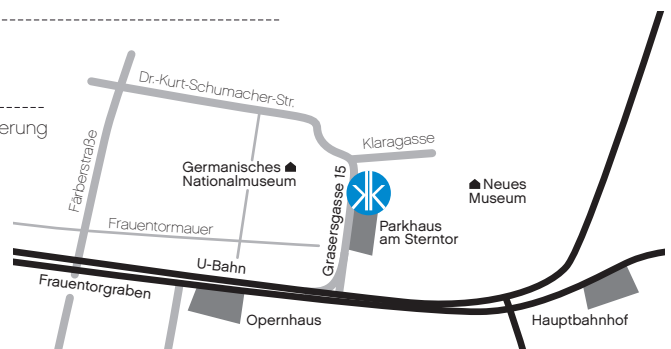 Dr.-Kurt-Schumacher-Str.
erung
Klaragasse
Färberstraße
Germanisches
Nationalmuseum
Grasersgasse 15
Neues
Museum
Parkhaus
am Sterntor
Frauentormauer
U-Bahn
Frauentorgraben
Opernhaus
Hauptbahnhof